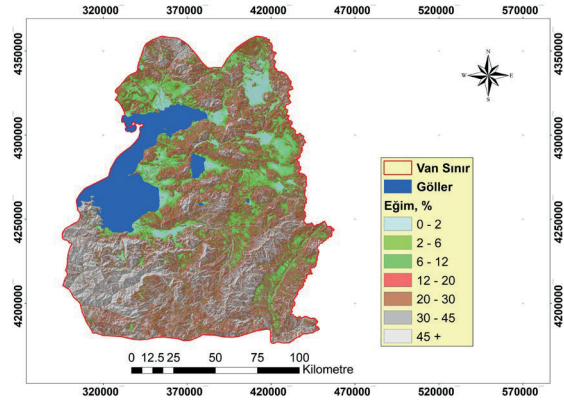 320000 370000 420000 470000 520000 570000
4350000
4300000
4250000
4200000
N
W E
S
Van Sınır
Göller
Eğim, %
0 - 2
2 - 6
6 - 12
12 - 20
20 - 30
30 - 45
45 +
0 12.5 25 50 75 100
Kilometre
4350000
4300000
4250000
4200000
320000 370000 420000 470000 520000 570000